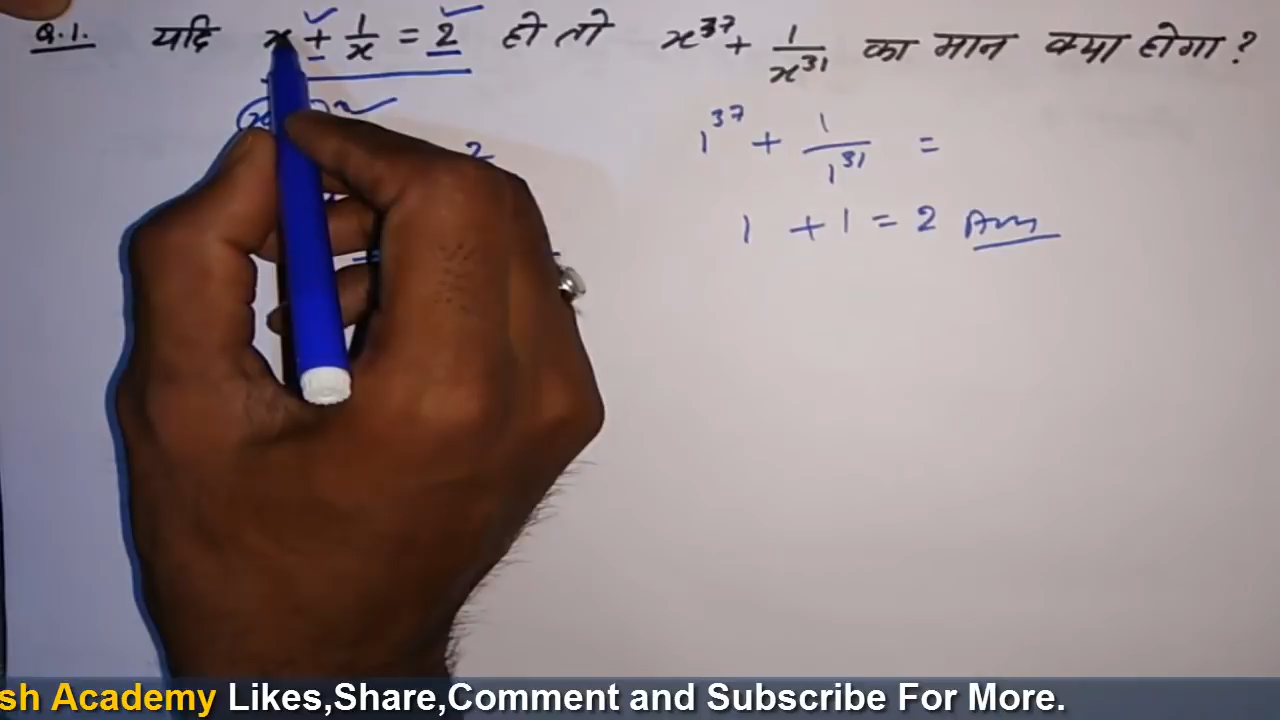 Q.1. यदि x + 1/x = 2 हो तो x^37 + 1/x^31 का मान क्या होगा ?
1^37 + 1/1^31 =
2
1 + 1 = 2 Ans
sh Academy Likes,Share,Comment and Subscribe For More.